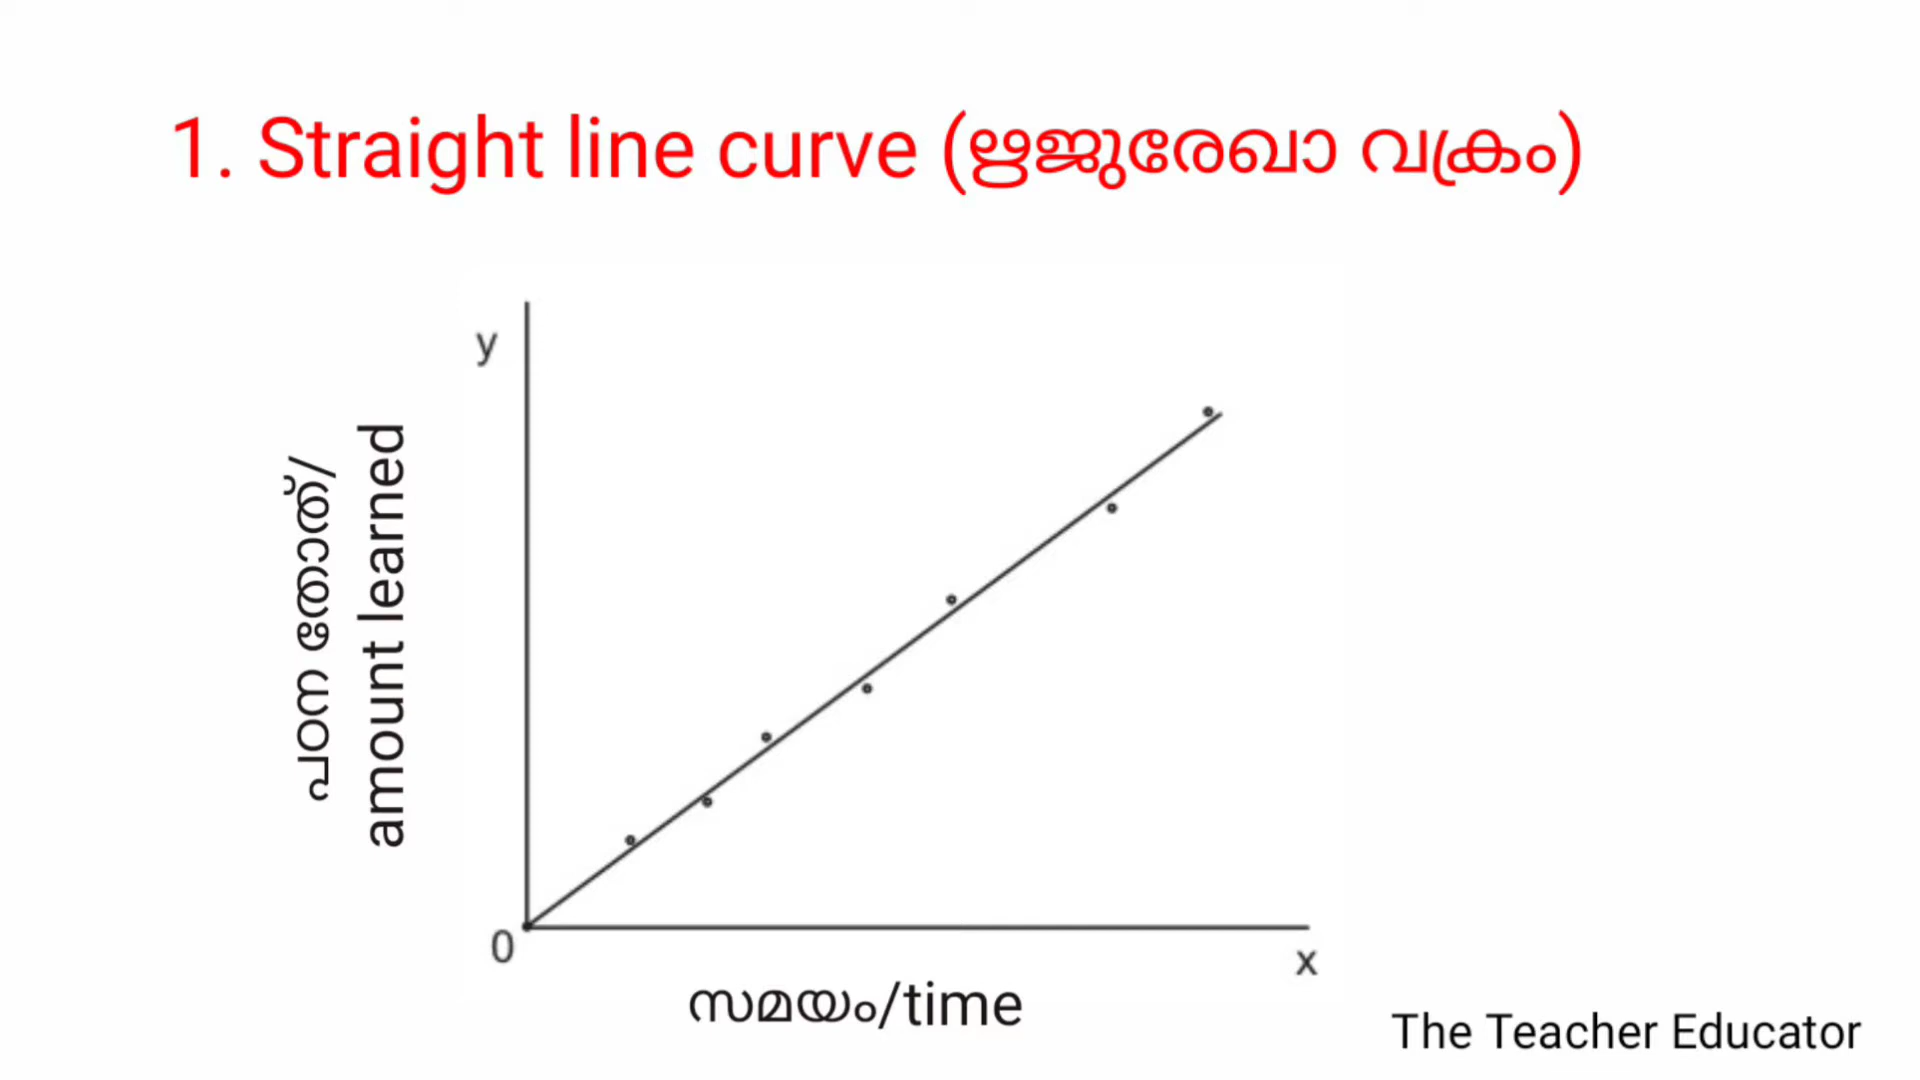 1. Straight line curve (ഋജുരേഖാ വക്രം)
y
പഠന തോത്/
amount learned
0
x
സമയം/time
The Teacher Educator